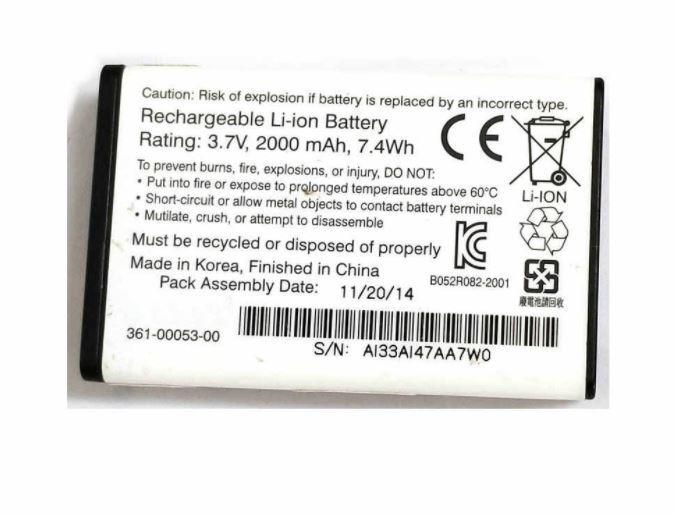 Caution: Risk of explosion if battery is replaced by an incorrect type.
Rechargeable Li-ion Battery
Rating: 3.7V, 2000 mAh, 7.4Wh
CE
To prevent burns, fire, explosions, or injury, DO NOT:
• Put into fire or expose to prolonged temperatures above 60°C
• Short-circuit or allow metal objects to contact battery terminals
• Mutilate, crush, or attempt to disassemble
Li-ION
Must be recycled or disposed of properly
KC
B052R082-2001
Made in Korea, Finished in China
Pack Assembly Date: 11/20/14
廢電池請回收
361-00053-00
S/N: AI33AI47AA7W0